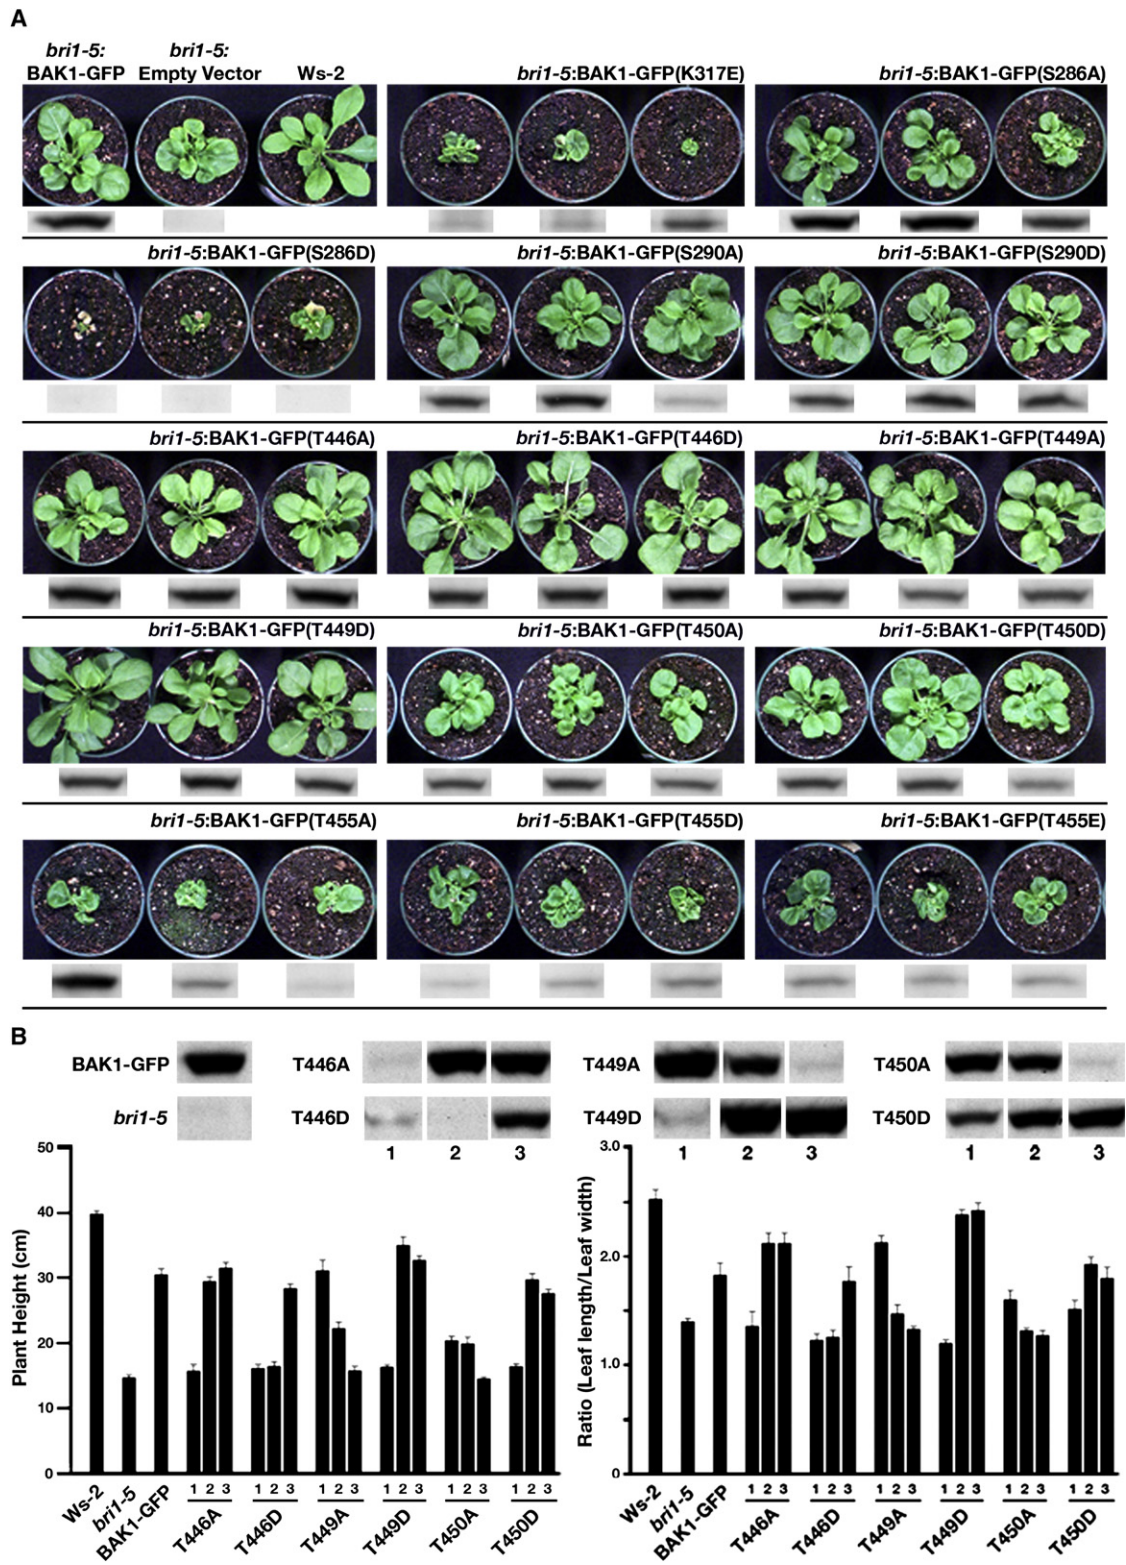 A
bri1-5:
BAK1-GFP
bri1-5:
Empty Vector
Ws-2
bri1-5:BAK1-GFP(K317E)
bri1-5:BAK1-GFP(S286A)
bri1-5:BAK1-GFP(S286D)
bri1-5:BAK1-GFP(S290A)
bri1-5:BAK1-GFP(S290D)
bri1-5:BAK1-GFP(T446A)
bri1-5:BAK1-GFP(T446D)
bri1-5:BAK1-GFP(T449A)
bri1-5:BAK1-GFP(T449D)
bri1-5:BAK1-GFP(T450A)
bri1-5:BAK1-GFP(T450D)
bri1-5:BAK1-GFP(T455A)
bri1-5:BAK1-GFP(T455D)
bri1-5:BAK1-GFP(T455E)
B
BAK1-GFP
T446A
T449A
T450A
bri1-5
T446D
T449D
T450D
1 2 3
1 2 3
1 2 3
Plant Height (cm)
50
40
30
20
10
0
Ws-2
bri1-5
BAK1-GFP
1 2 3
T446A
1 2 3
T446D
1 2 3
T449A
1 2 3
T449D
1 2 3
T450A
1 2 3
T450D
Ratio (Leaf length/Leaf width)
3.0
2.0
1.0
0
Ws-2
bri1-5
BAK1-GFP
1 2 3
T446A
1 2 3
T446D
1 2 3
T449A
1 2 3
T449D
1 2 3
T450A
1 2 3
T450D